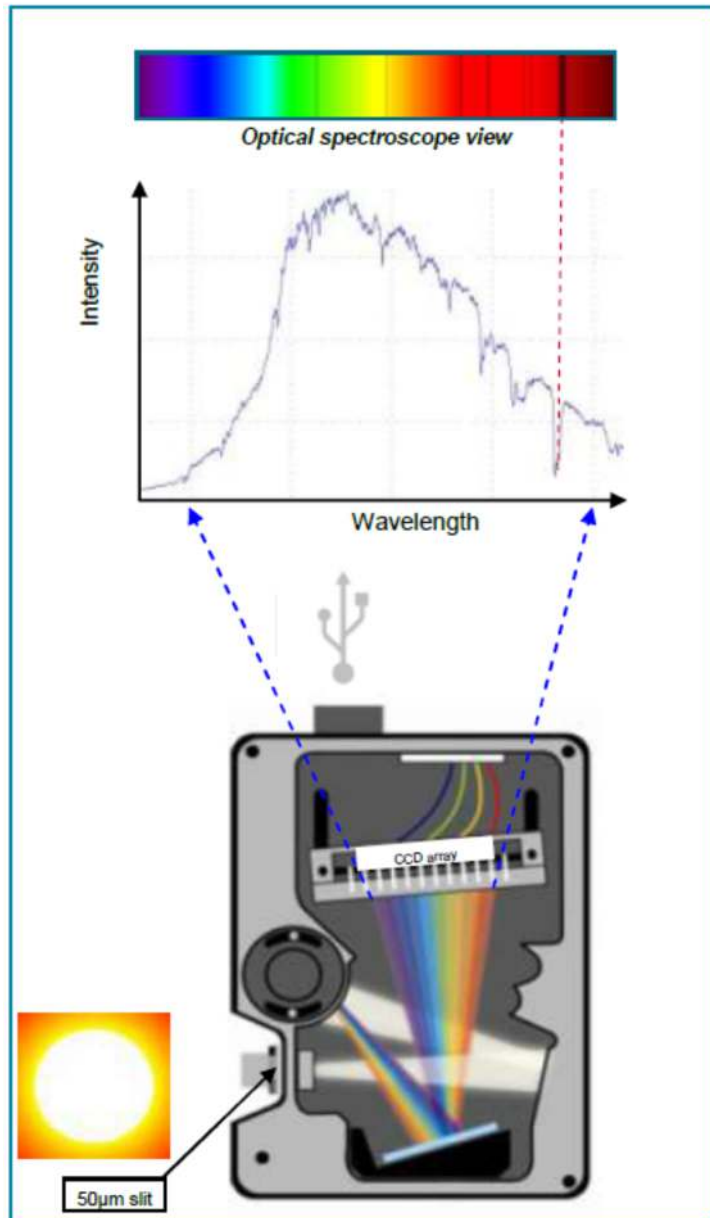 Optical spectroscope view
Intensity
Wavelength
CCD array
50µm slit